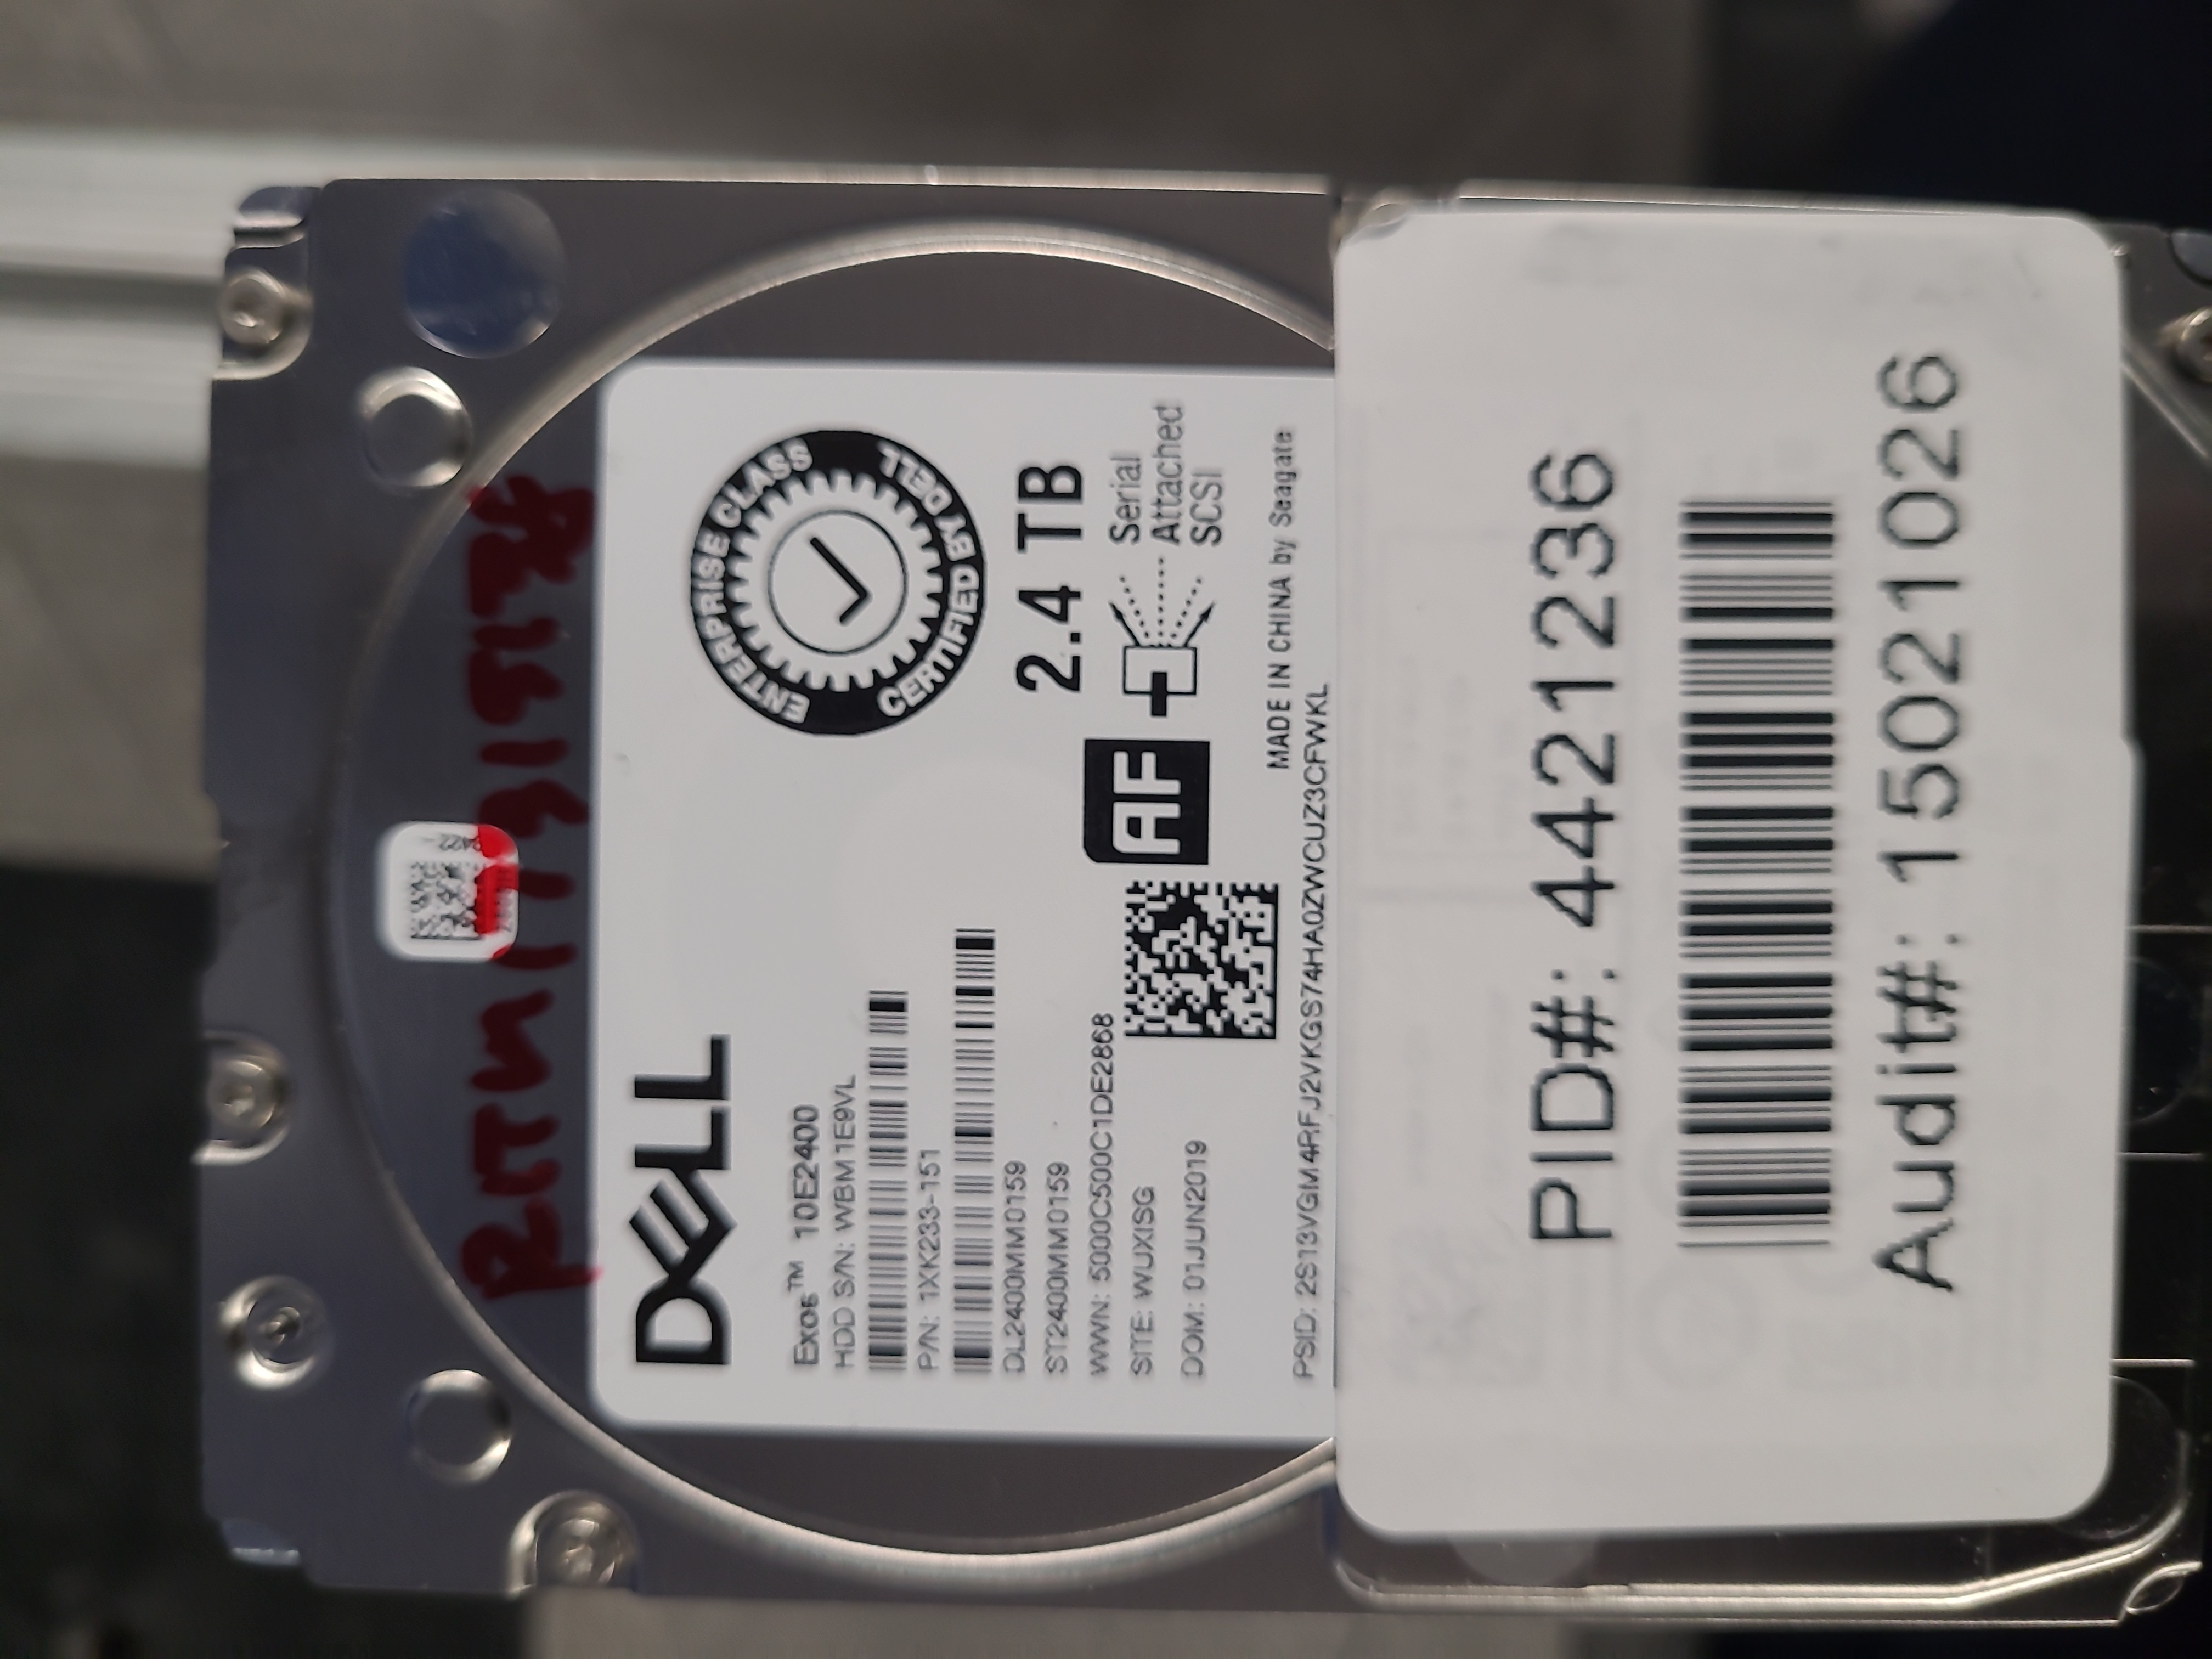 DELL
Exos™ 10E2400
HDD S/N: WBM1E9VL
P/N: 1XK233-151
DL2400MM0159
ST2400MM0159
WWN: 5000C500C1DE2868
SITE: WUXISG
DOM: 01JUN2019
ENTERPRISE CLASS
CERTIFIED BY DELL
2.4 TB
AF
Serial
Attached
SCSI
MADE IN CHINA by Seagate
PSID: 2S13VGM4RFJ2VKGS74HA0ZWCUZ3CFWKL
PID#: 4421236
Audit#: 15021026